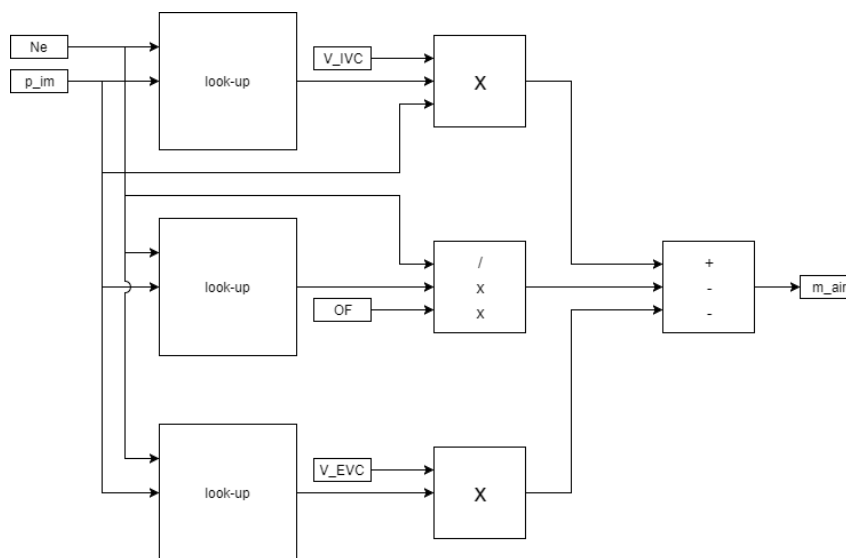 Ne
p_im
look-up
V_IVC
X
look-up
/
x
x
OF
look-up
V_EVC
X
+
-
-
m_air